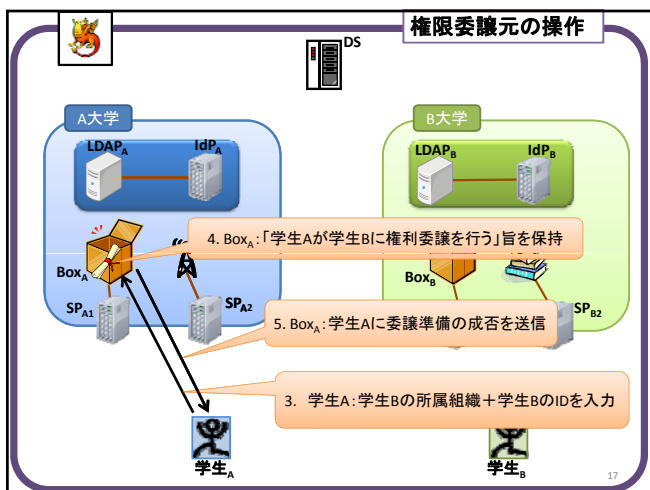 権限委譲元の操作
DS
A大学
B大学
LDAPA
IdPA
LDAPB
IdPB
4. BoxA:「学生Aが学生Bに権利委譲を行う」旨を保持
BoxA
BoxB
SPA1
SPA2
SPB2
5. BoxA:学生Aに委譲準備の成否を送信
3. 学生A:学生Bの所属組織+学生BのIDを入力
学生A
学生B
17